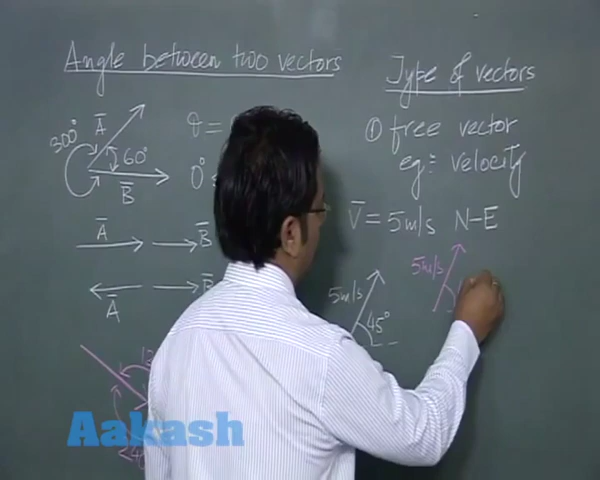 Angle between two vectors
Type of vectors
300°
Ā
60°
B̄
θ =
0°
① free vector
eg:- velocity
V̄ = 5m/s N-E
Ā
B̄
Ā
B̄
5m/s
45°
5m/s
Aakash